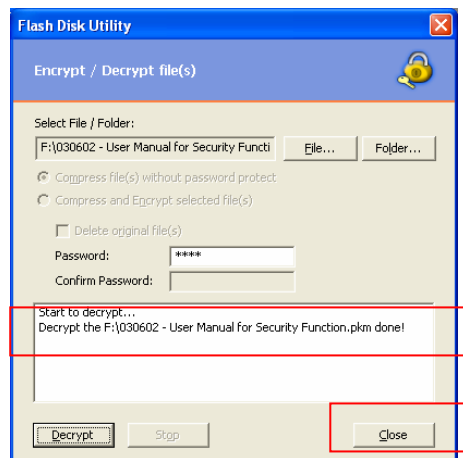 Flash Disk Utility
Encrypt / Decrypt file(s)
Select File / Folder:
F:\030602 - User Manual for Security Functi
File...
Folder...
Compress file(s) without password protect
Compress and Encrypt selected file(s)
Delete original file(s)
Password:
****
Confirm Password:
Start to decrypt...
Decrypt the F:\030602 - User Manual for Security Function.pkm done!
Decrypt
Stop
Close